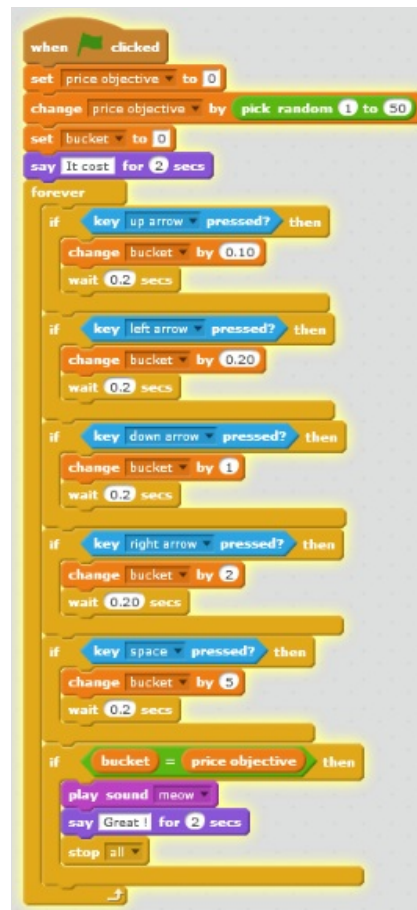 when clicked
set price objective to 0
change price objective by pick random 1 to 50
set bucket to 0
say It cost for 2 secs
forever
if key up arrow pressed? then
change bucket by 0.10
wait 0.2 secs
if key left arrow pressed? then
change bucket by 0.20
wait 0.2 secs
if key down arrow pressed? then
change bucket by 1
wait 0.2 secs
if key right arrow pressed? then
change bucket by 2
wait 0.20 secs
if key space pressed? then
change bucket by 5
wait 0.2 secs
if bucket = price objective then
play sound meow
say Great ! for 2 secs
stop all